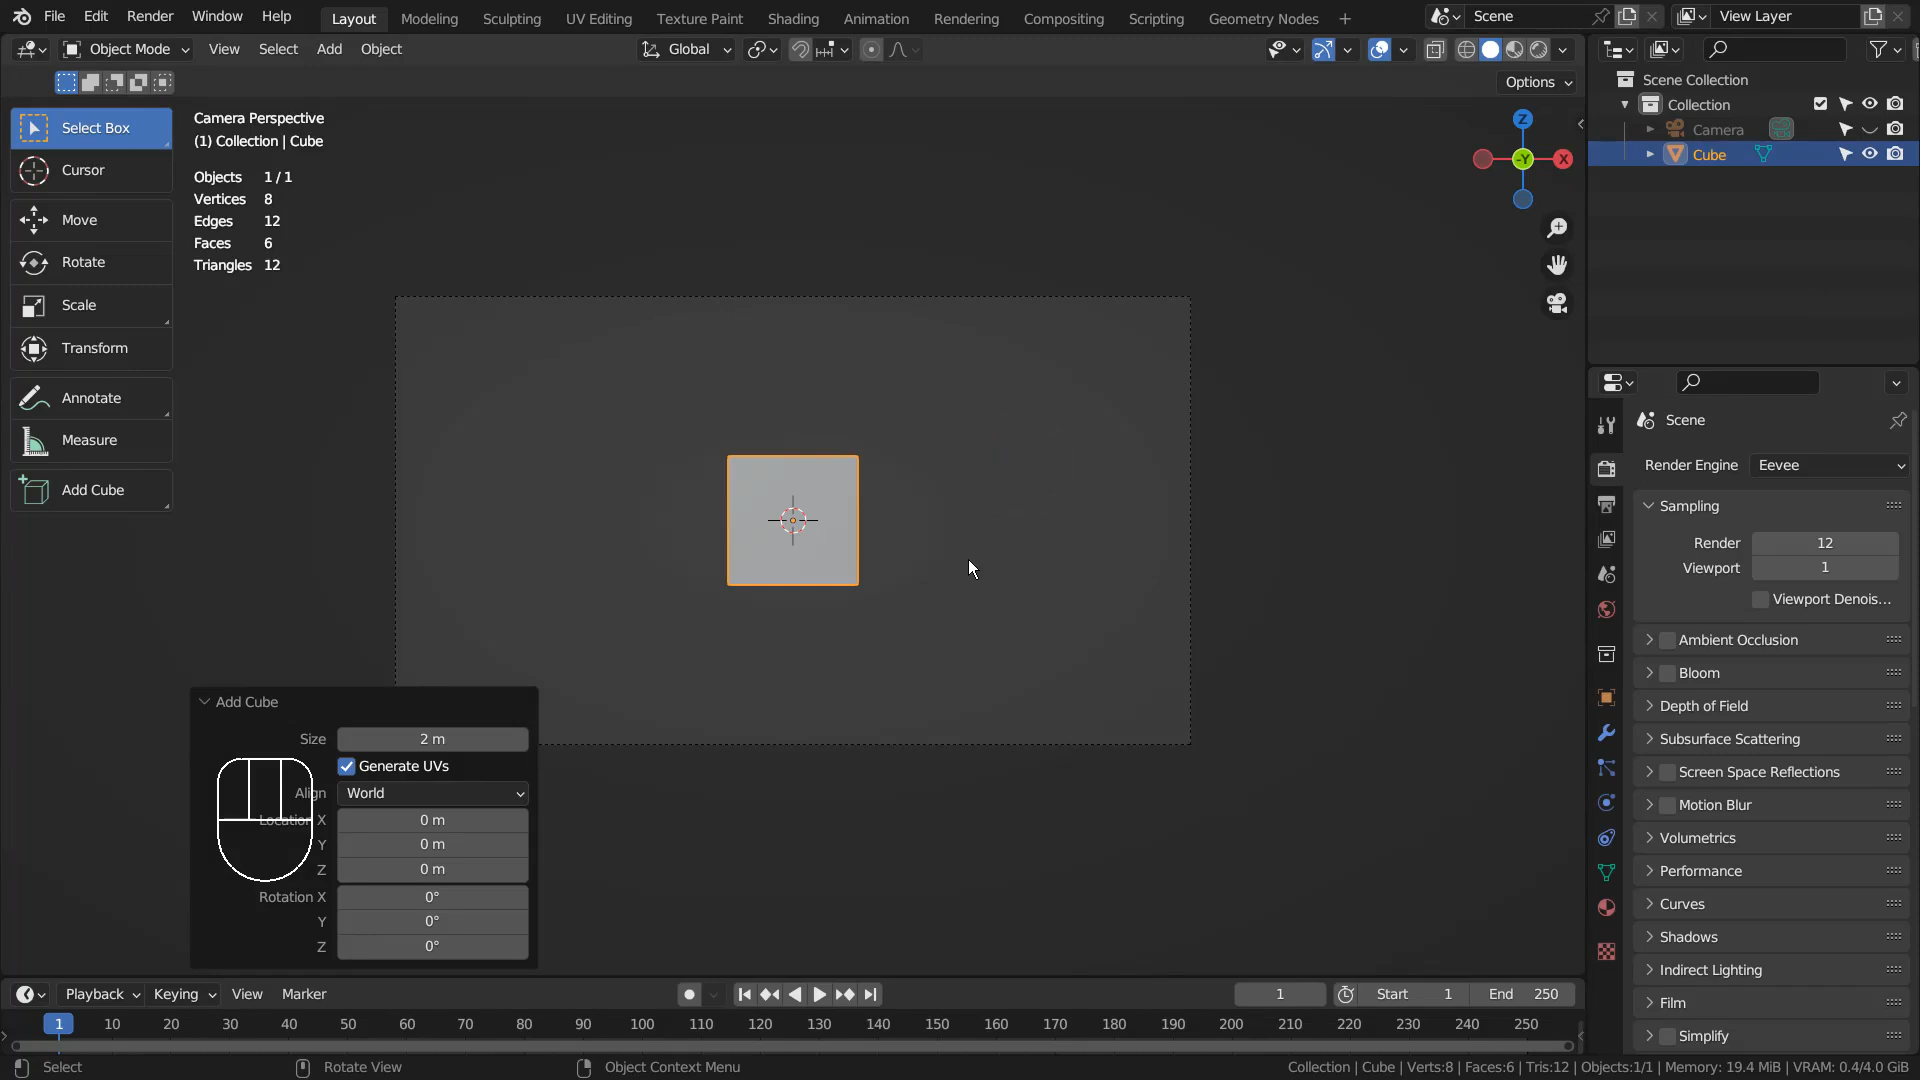 File Edit Render Window Help Layout Modeling Sculpting UV Editing Texture Paint Shading Animation Rendering Compositing Scripting Geometry Nodes + Scene View Layer
Object Mode View Select Add Object Global
Options
Select Box
Cursor
Move
Rotate
Scale
Transform
Annotate
Measure
Add Cube
Camera Perspective
(1) Collection | Cube
Objects 1 / 1
Vertices 8
Edges 12
Faces 6
Triangles 12
Z
-Y X
Scene Collection
Collection
Camera
Cube
Scene
Render Engine Eevee
Sampling
Render 12
Viewport 1
Viewport Denois...
Ambient Occlusion
Bloom
Depth of Field
Subsurface Scattering
Screen Space Reflections
Motion Blur
Volumetrics
Performance
Curves
Shadows
Indirect Lighting
Film
Simplify
Add Cube
Size 2 m
Generate UVs
Align World
Location X 0 m
Y 0 m
Z 0 m
Rotation X 0°
Y 0°
Z 0°
Playback Keying View Marker 1 Start 1 End 250
1 10 20 30 40 50 60 70 80 90 100 110 120 130 140 150 160 170 180 190 200 210 220 230 240 250
Select Rotate View Object Context Menu Collection | Cube | Verts:8 | Faces:6 | Tris:12 | Objects:1/1 | Memory: 19.4 MiB | VRAM: 0.4/4.0 GiB